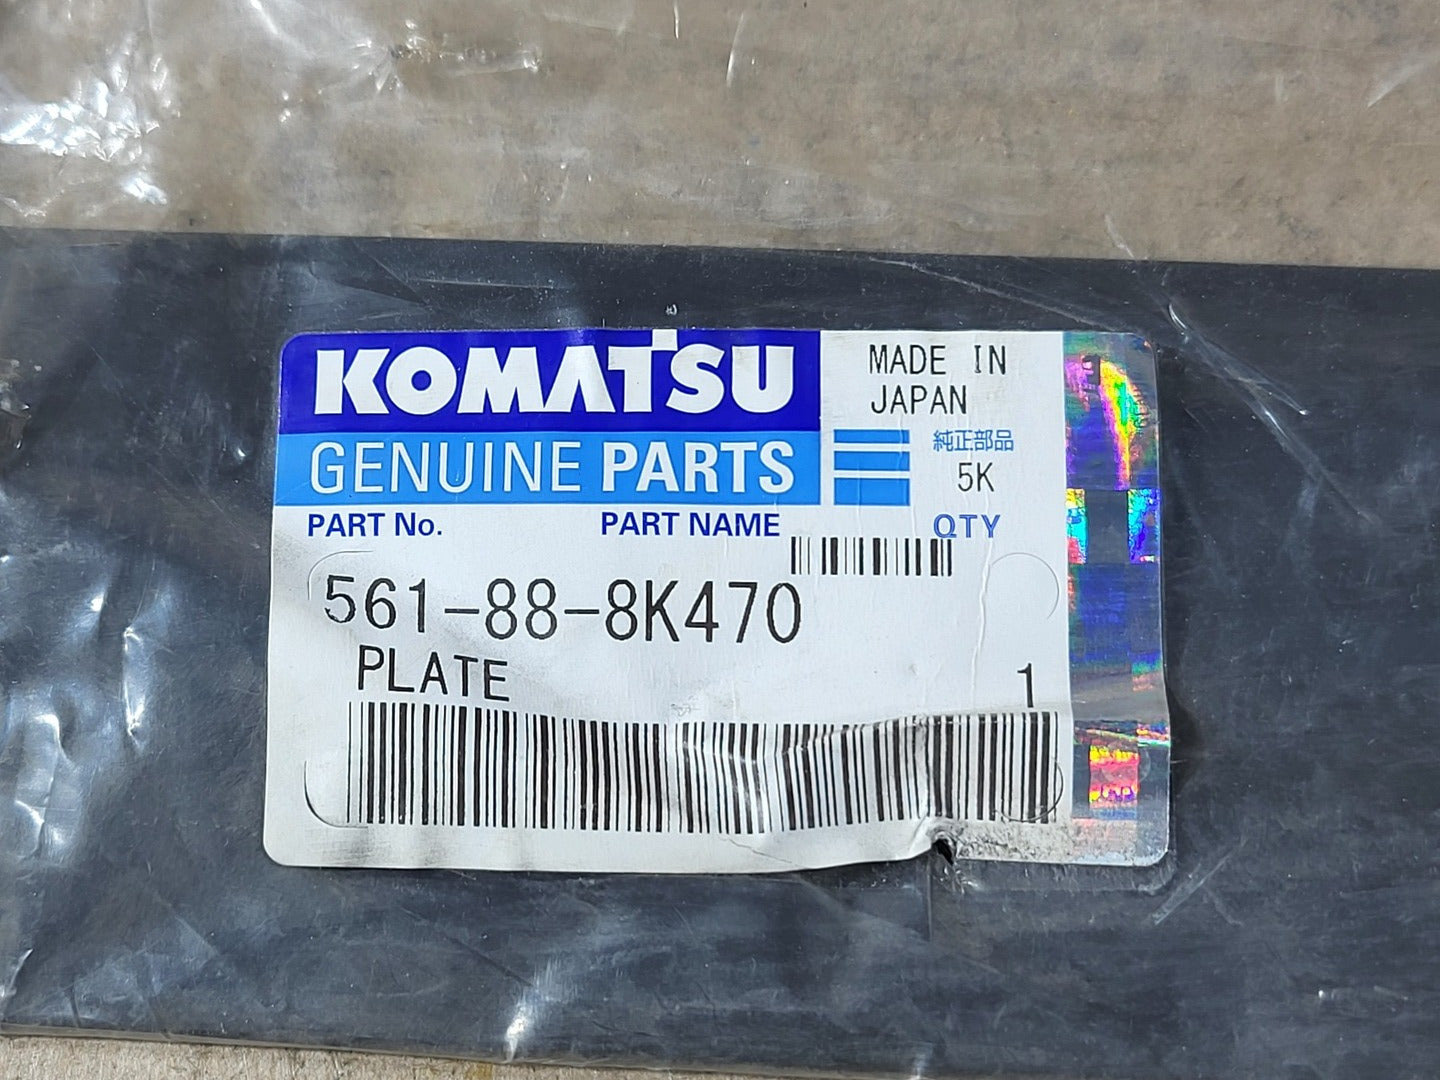 KOMATSU
GENUINE PARTS
MADE IN
JAPAN
純正部品
5K
PART No.
PART NAME
QTY
561-88-8K470
PLATE
1